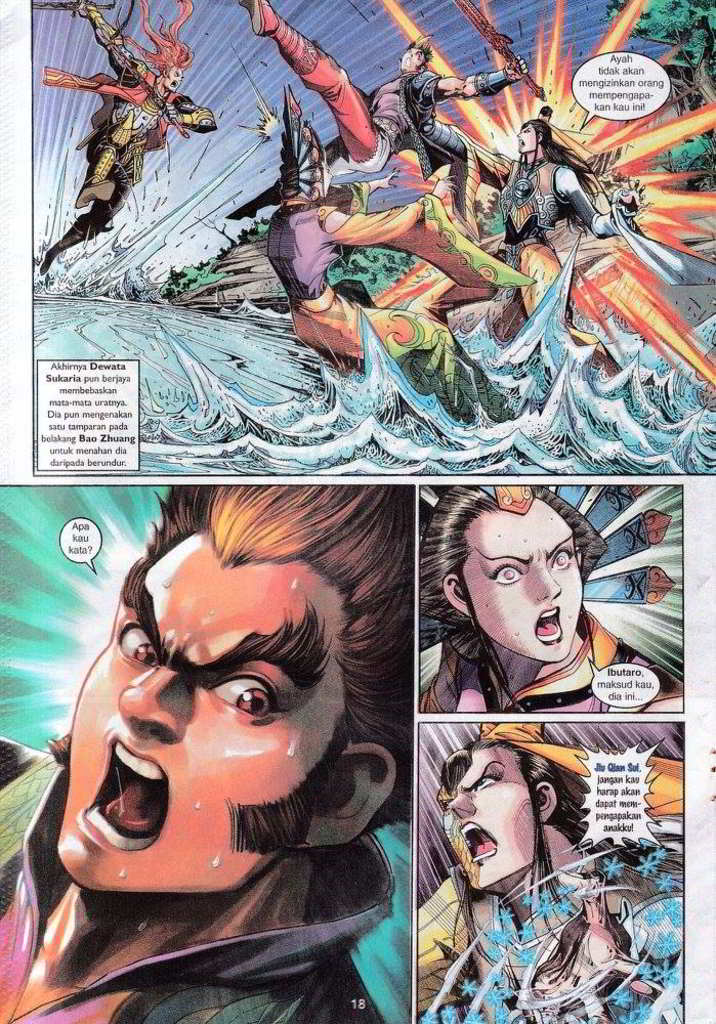 Ayah
tidak akan
mengizinkan orang
mempengapa-
kan kau ini!
Akhirnya Dewata
Sukaria pun berjaya
membebaskan
mata-mata uratnya.
Dia pun mengenakan
satu tamparan pada
belakang Bao Zhuang
untuk menahan dia
daripada berundur.
Apa
kau
kata?
Ibutaro,
maksud kau,
dia ini...
Jiu Qian Sui,
jangan kau
harap akan
dapat mem-
pengapakan
anakku!
18